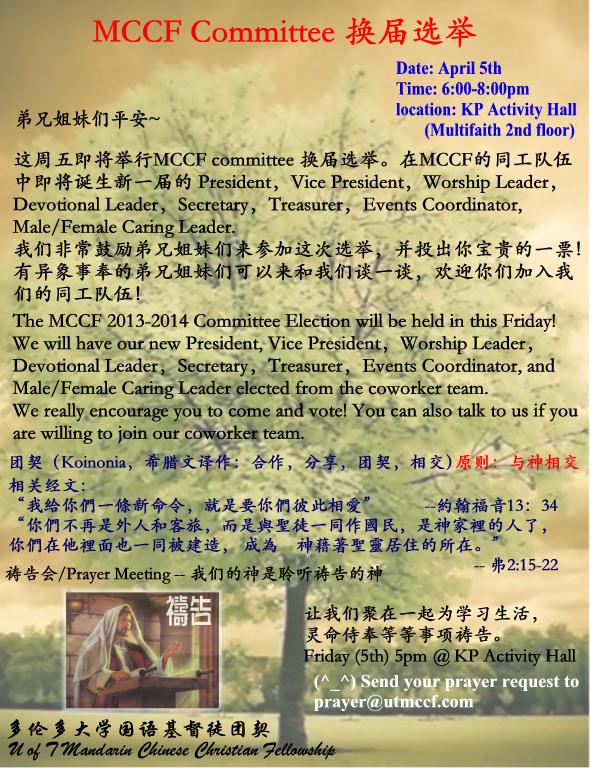 MCCF Committee 换届选举
Date: April 5th
Time: 6:00-8:00pm
location: KP Activity Hall
(Multifaith 2nd floor)
弟兄姐妹们平安~
这周五即将举行MCCF committee 换届选举。在MCCF的同工队伍
中即将诞生新一届的 President，Vice President，Worship Leader，
Devotional Leader，Secretary，Treasurer，Events Coordinator,
Male/Female Caring Leader.
我们非常鼓励弟兄姐妹们来参加这次选举，并投出你宝贵的一票！
有异象事奉的弟兄姐妹们可以来和我们谈一谈，欢迎你们加入我
们的同工队伍！
The MCCF 2013-2014 Committee Election will be held in this Friday!
We will have our new President, Vice President，Worship Leader，
Devotional Leader，Secretary，Treasurer，Events Coordinator, and
Male/Female Caring Leader elected from the coworker team.
We really encourage you to come and vote! You can also talk to us if you
are willing to join our coworker team.
团契（Koinonia，希腊文译作：合作，分享，团契，相交）原则：与神相交
相关经文：
“我给你們一條新命令，就是要你們彼此相愛” --約翰福音13：34
“你們不再是外人和客旅，而是與聖徒一同作國民，是神家裡的人了，
你們在他裡面也一同被建造，成為 神藉著聖靈居住的所在。”
-- 弗2:15-22
祷告会/Prayer Meeting -- 我们的神是聆听祷告的神
禱告
让我们聚在一起为学习生活，
灵命侍奉等等事项祷告。
Friday (5th) 5pm @ KP Activity Hall
(^_^) Send your prayer request to
prayer@utmccf.com
多伦多大学国语基督徒团契
U of T Mandarin Chinese Christian Fellowship